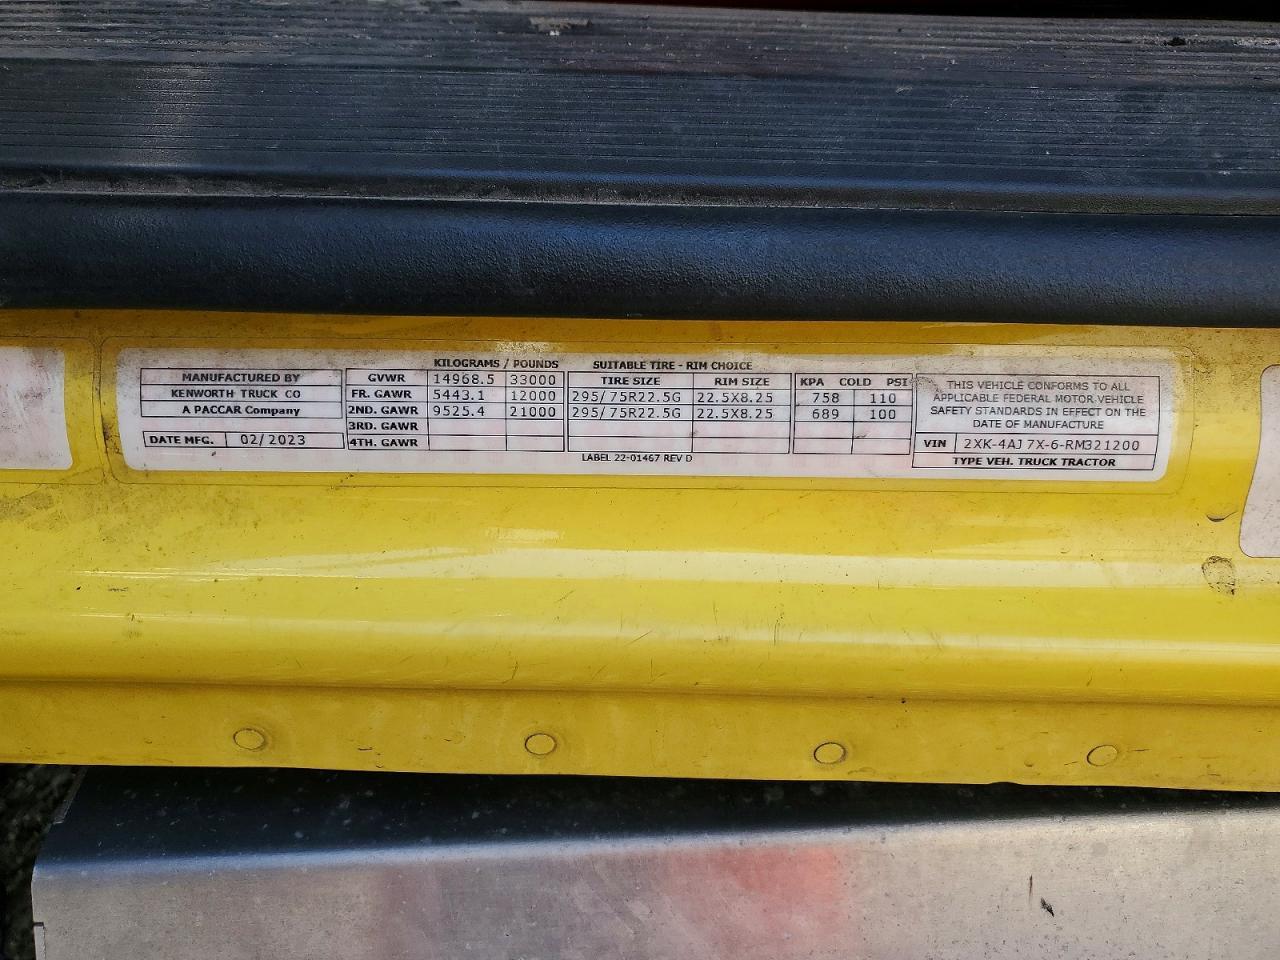 KILOGRAMS / POUNDS SUITABLE TIRE - RIM CHOICE
MANUFACTURED BY
KENWORTH TRUCK CO
A PACCAR Company
DATE MFG. 02/2023
GVWR 14968.5 33000 TIRE SIZE RIM SIZE KPA COLD PSI
FR. GAWR 5443.1 12000 295/75R22.5G 22.5X8.25 758 110
2ND. GAWR 9525.4 21000 295/75R22.5G 22.5X8.25 689 100
3RD. GAWR
4TH. GAWR
LABEL 22-01467 REV D
THIS VEHICLE CONFORMS TO ALL
APPLICABLE FEDERAL MOTOR VEHICLE
SAFETY STANDARDS IN EFFECT ON THE
DATE OF MANUFACTURE
VIN 2XK-4AJ7X-6-RM321200
TYPE VEH. TRUCK TRACTOR